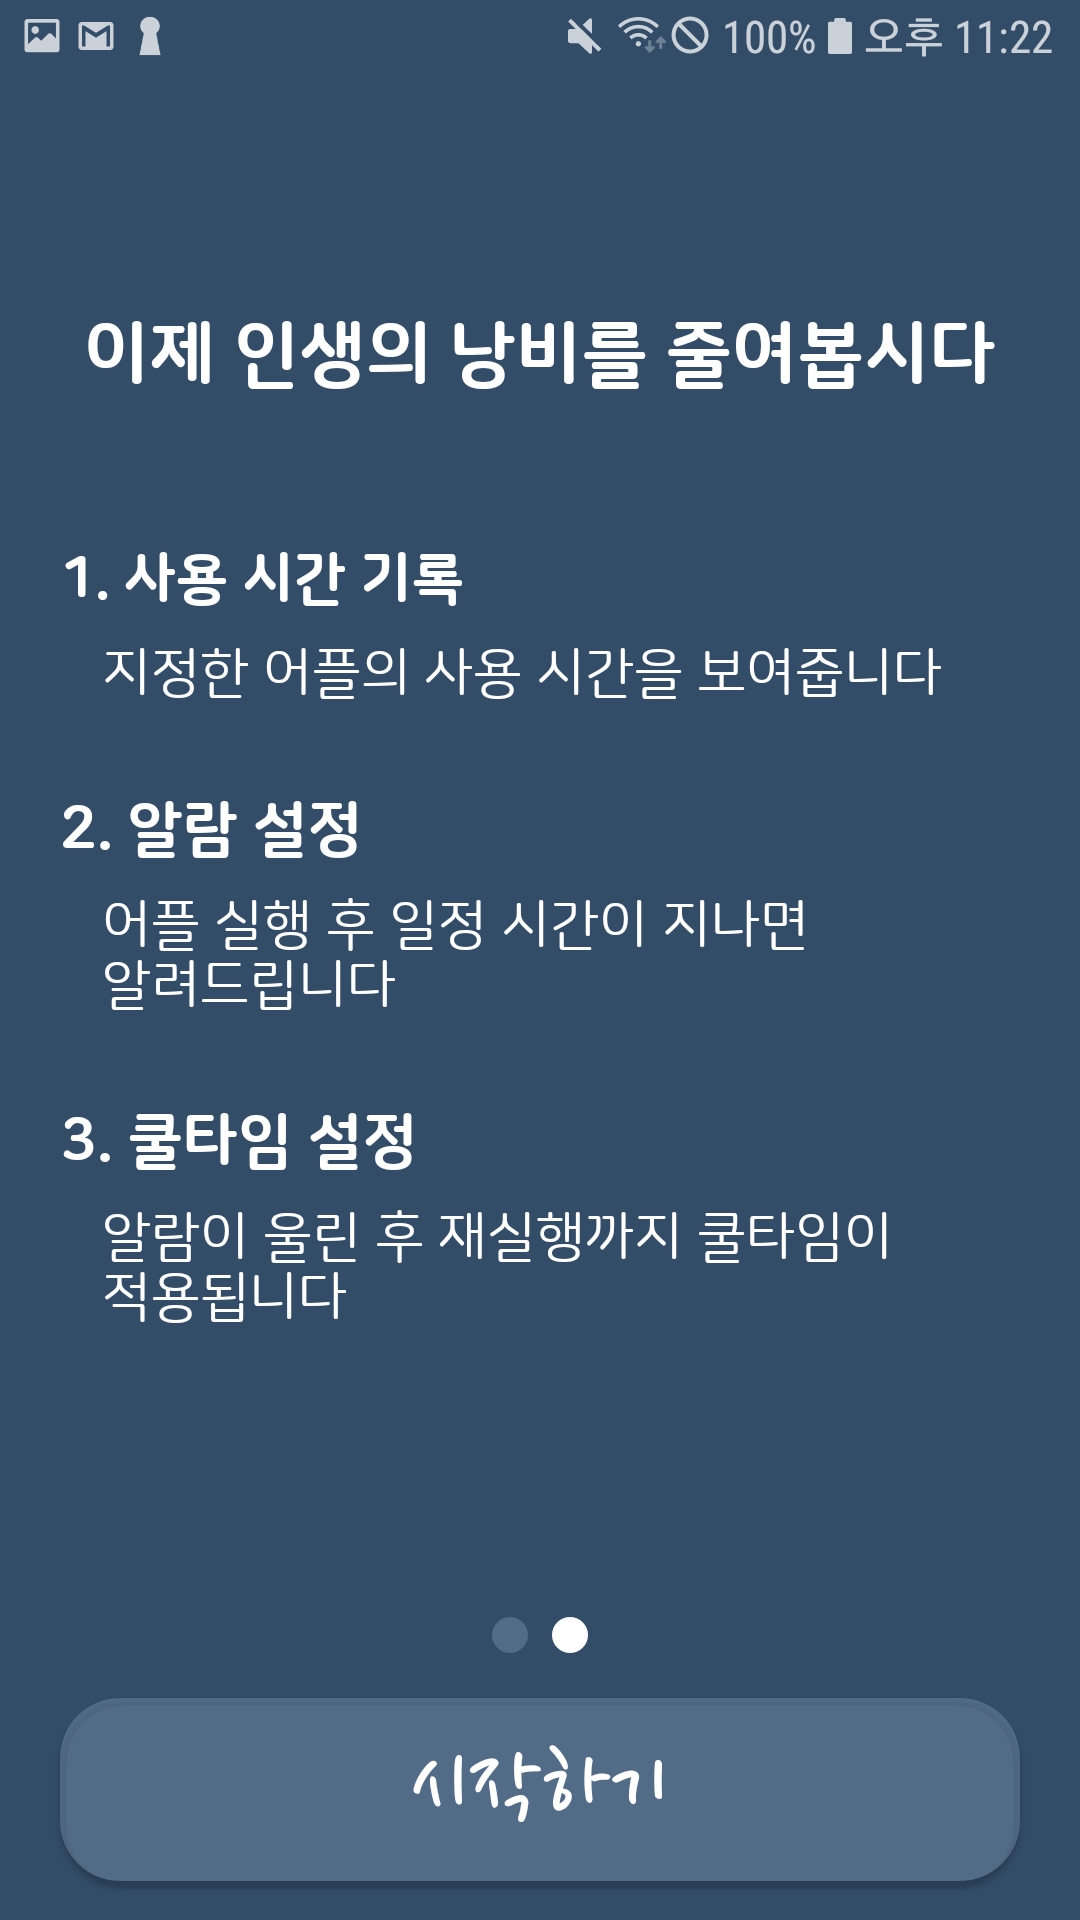 100% 오후 11:22
이제 인생의 낭비를 줄여봅시다
1. 사용 시간 기록
지정한 어플의 사용 시간을 보여줍니다
2. 알람 설정
어플 실행 후 일정 시간이 지나면
알려드립니다
3. 쿨타임 설정
알람이 울린 후 재실행까지 쿨타임이
적용됩니다
시작하기